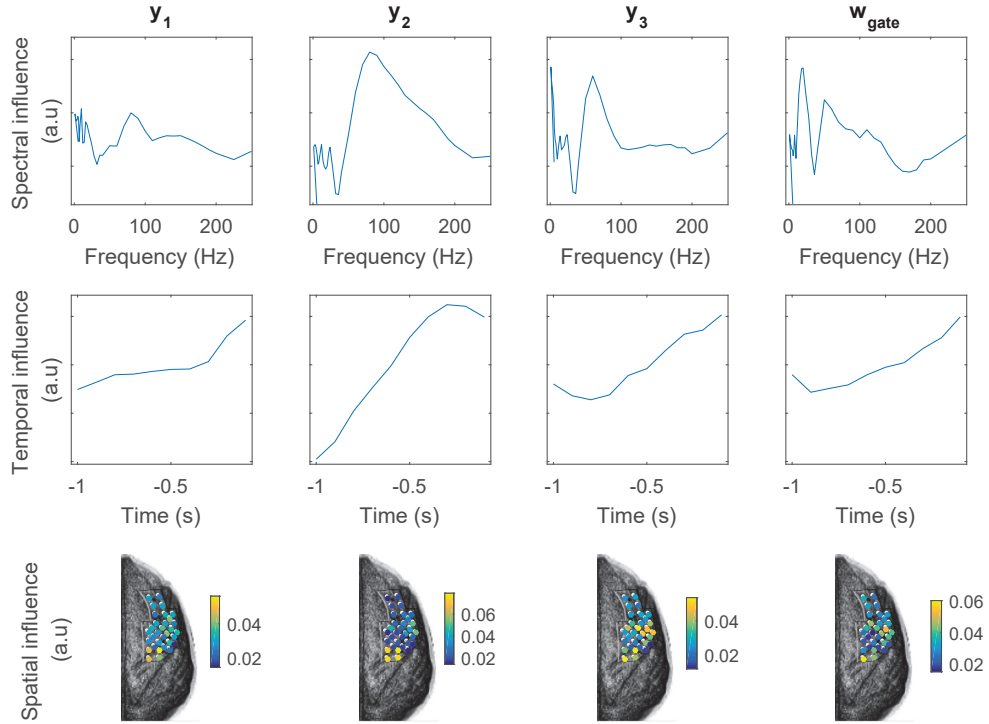 y1 y2 y3 wgate
Spectral influence
(a.u)
0 100 200 0 100 200 0 100 200 0 100 200
Frequency (Hz) Frequency (Hz) Frequency (Hz) Frequency (Hz)
Temporal influence
(a.u)
-1 -0.5 -1 -0.5 -1 -0.5 -1 -0.5
Time (s) Time (s) Time (s) Time (s)
Spatial influence
(a.u)
0.04
0.02
0.06
0.04
0.02
0.04
0.02
0.06
0.04
0.02